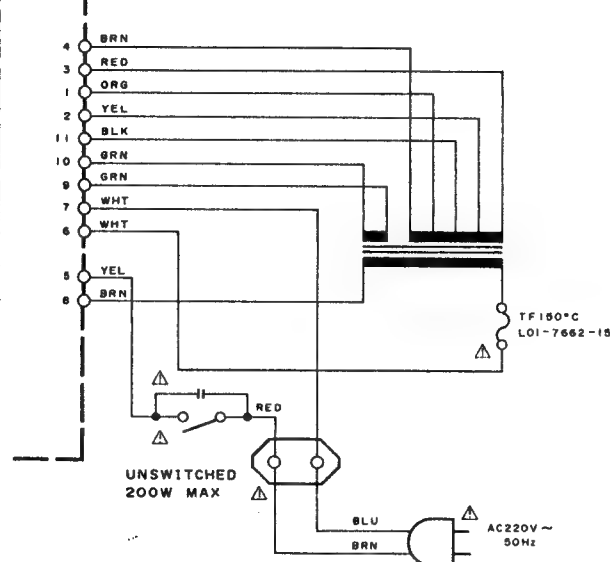 4 BRN
3 RED
1 ORG
2 YEL
11 BLK
10 GRN
9 GRN
7 WHT
6 WHT
5 YEL
8 BRN
TF150°C
L01-7662-15
RED
UNSWITCHED
200W MAX
BLU
BRN
AC220V~
50Hz